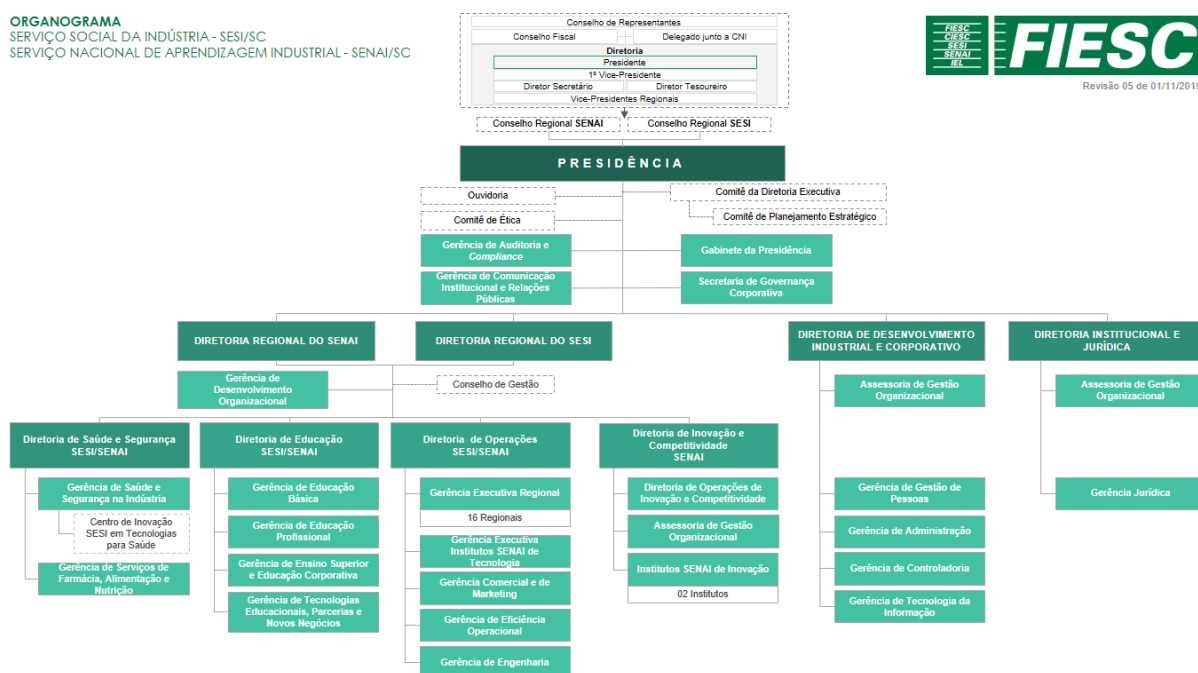 ORGANOGRAMA
SERVIÇO SOCIAL DA INDÚSTRIA - SESI/SC
SERVIÇO NACIONAL DE APRENDIZAGEM INDUSTRIAL - SENAI/SC
Conselho de Representantes
Conselho Fiscal
Delegado junto a CNI
Diretoria
Presidente
1º Vice-Presidente
Diretor Secretário
Diretor Tesoureiro
Vice-Presidentes Regionais
FIESC
CIESC
SESI
SENAI
IEL
FIESC
Revisão 05 de 01/11/2019
Conselho Regional SENAI
Conselho Regional SESI
PRESIDÊNCIA
Ouvidoria
Comitê da Diretoria Executiva
Comitê de Ética
Comitê de Planejamento Estratégico
Gerência de Auditoria e
Compliance
Gabinete da Presidência
Gerência de Comunicação
Institucional e Relações
Públicas
Secretaria de Governança
Corporativa
DIRETORIA REGIONAL DO SENAI
DIRETORIA REGIONAL DO SESI
DIRETORIA DE DESENVOLVIMENTO
INDUSTRIAL E CORPORATIVO
DIRETORIA INSTITUCIONAL E
JURÍDICA
Gerência de
Desenvolvimento
Organizacional
Conselho de Gestão
Assessoria de Gestão
Organizacional
Assessoria de Gestão
Organizacional
Diretoria de Saúde e Segurança
SESI/SENAI
Diretoria de Educação
SESI/SENAI
Diretoria de Operações
SESI/SENAI
Diretoria de Inovação e
Competitividade
SENAI
Gerência de Saúde e
Segurança na Indústria
Centro de Inovação
SESI em Tecnologias
para Saúde
Gerência de Serviços de
Farmácia, Alimentação e
Nutrição
Gerência de Educação
Básica
Gerência de Educação
Profissional
Gerência de Ensino Superior
e Educação Corporativa
Gerência de Tecnologias
Educacionais, Parcerias e
Novos Negócios
Gerência Executiva Regional
16 Regionais
Gerência Executiva
Institutos SENAI de
Tecnologia
Gerência Comercial e de
Marketing
Gerência de Eficiência
Operacional
Gerência de Engenharia
Diretoria de Operações de
Inovação e Competitividade
Assessoria de Gestão
Organizacional
Institutos SENAI de Inovação
02 Institutos
Gerência de Gestão de
Pessoas
Gerência de Administração
Gerência de Controladoria
Gerência de Tecnologia da
Informação
Gerência Jurídica